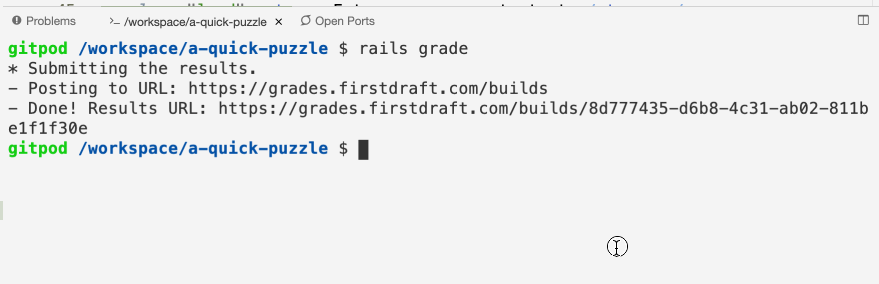 Problems >_ /workspace/a-quick-puzzle × Open Ports
gitpod /workspace/a-quick-puzzle $ rails grade
* Submitting the results.
- Posting to URL: https://grades.firstdraft.com/builds
- Done! Results URL: https://grades.firstdraft.com/builds/8d777435-d6b8-4c31-ab02-811b
e1f1f30e
gitpod /workspace/a-quick-puzzle $